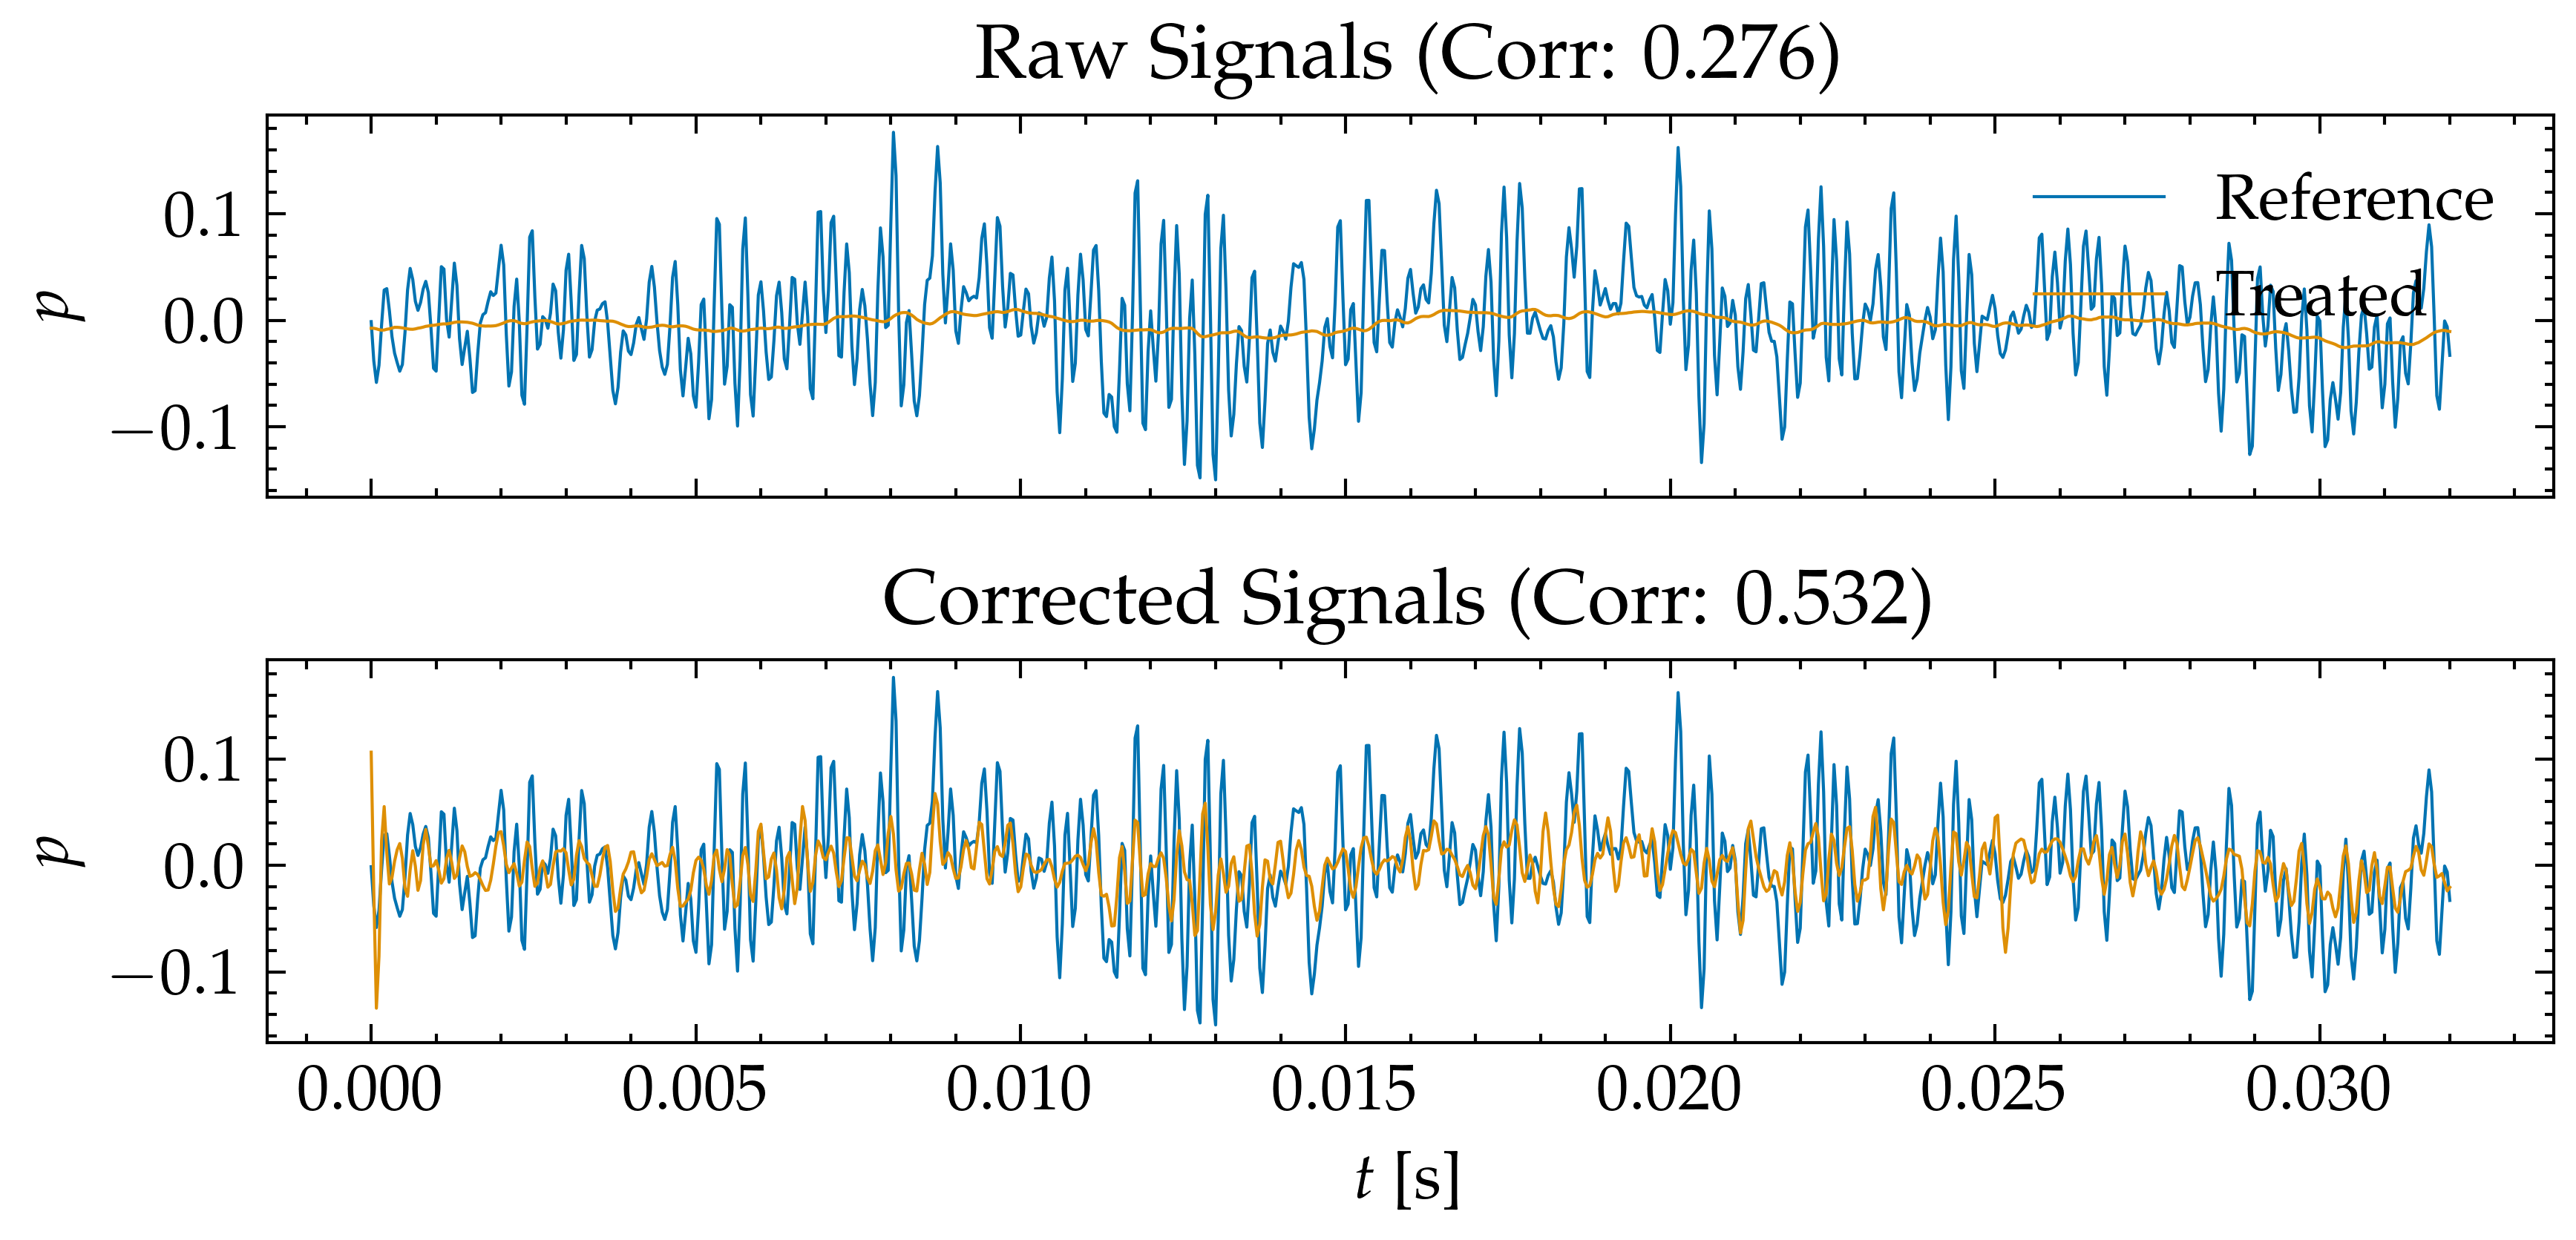 Raw Signals (Corr: 0.276)
p
0.1
0.0
−0.1
Reference
Treated
Corrected Signals (Corr: 0.532)
p
0.1
0.0
−0.1
0.000 0.005 0.010 0.015 0.020 0.025 0.030
t [s]